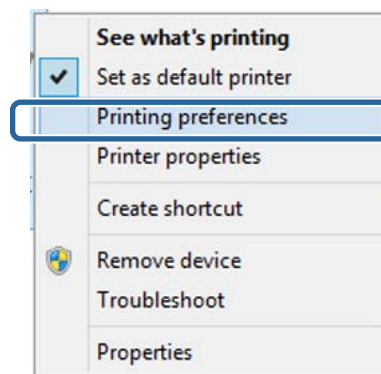 See what's printing
Set as default printer
Printing preferences
Printer properties
Create shortcut
Remove device
Troubleshoot
Properties